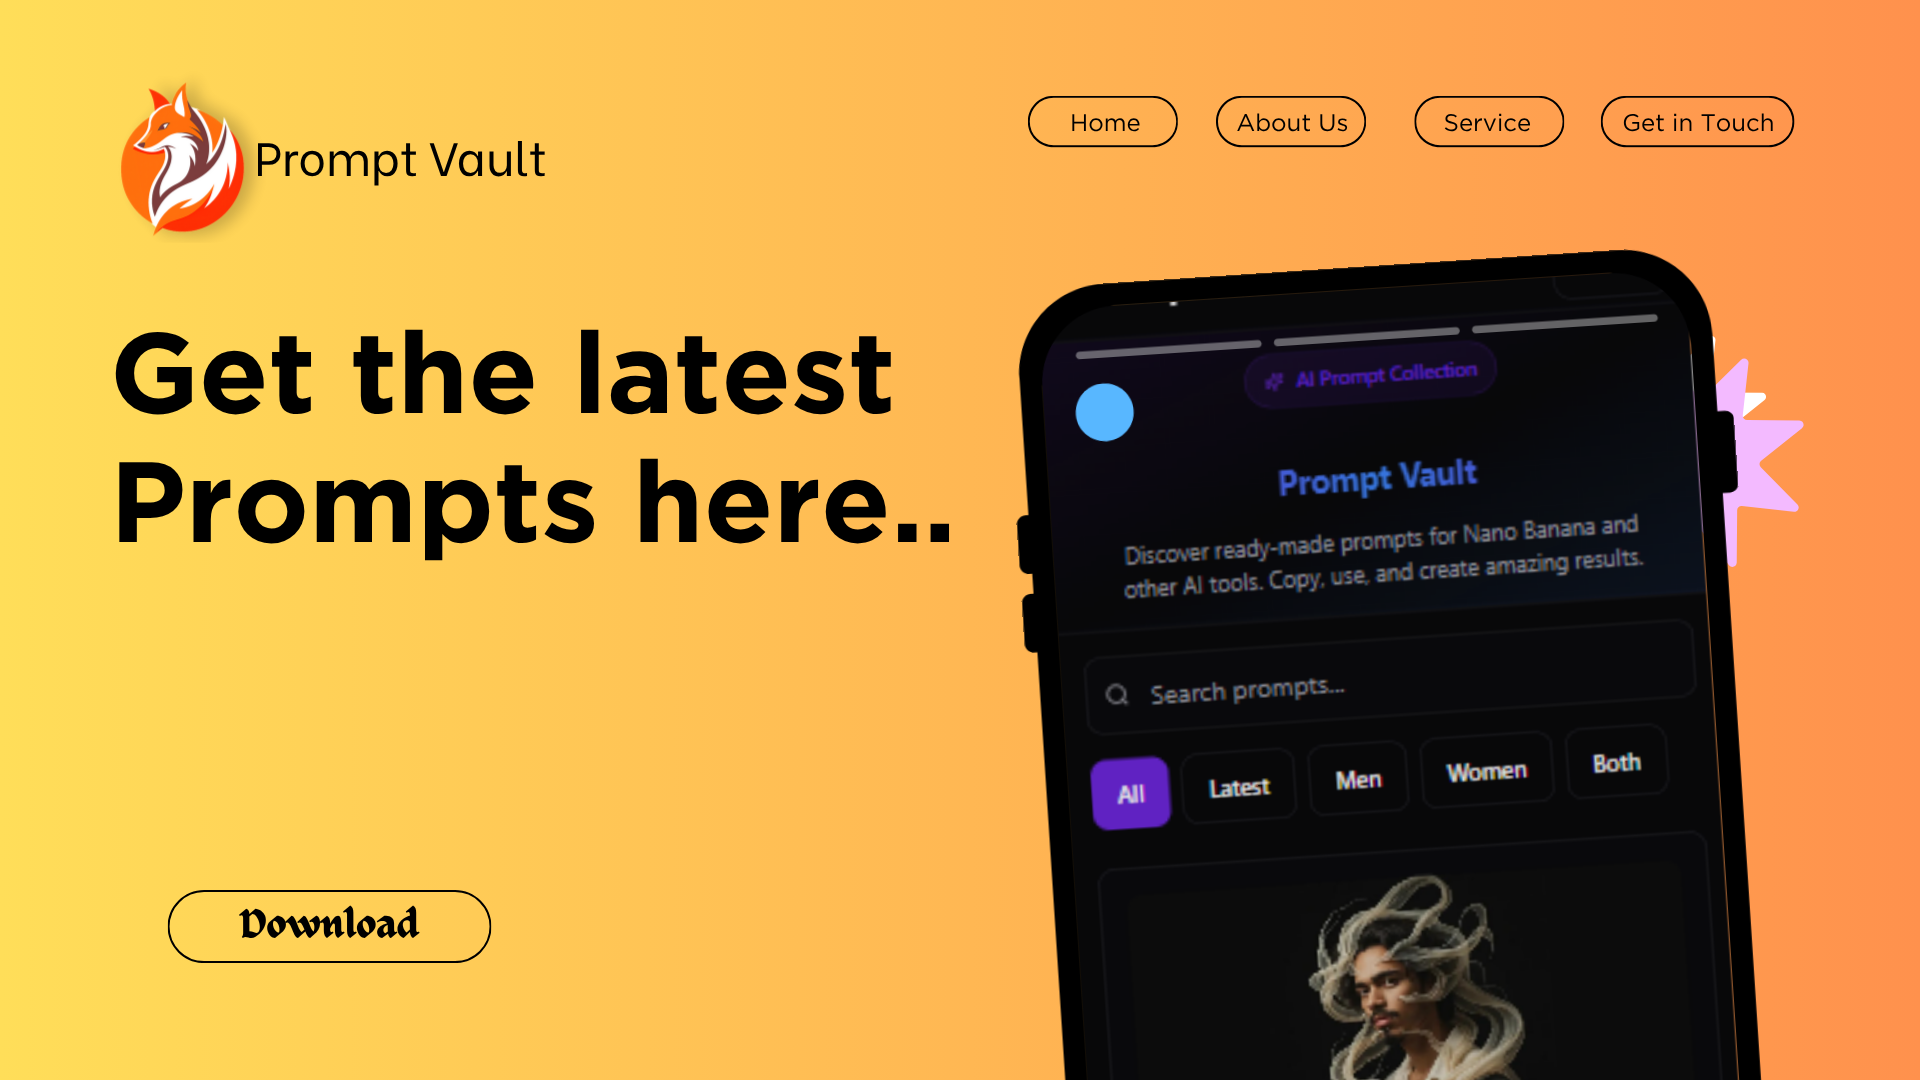 Prompt Vault
Home
About Us
Service
Get in Touch
Get the latest
Prompts here..
Download
AI Prompt Collection
Prompt Vault
Discover ready-made prompts for Nano Banana and
other AI tools. Copy, use, and create amazing results.
Search prompts...
All
Latest
Men
Women
Both